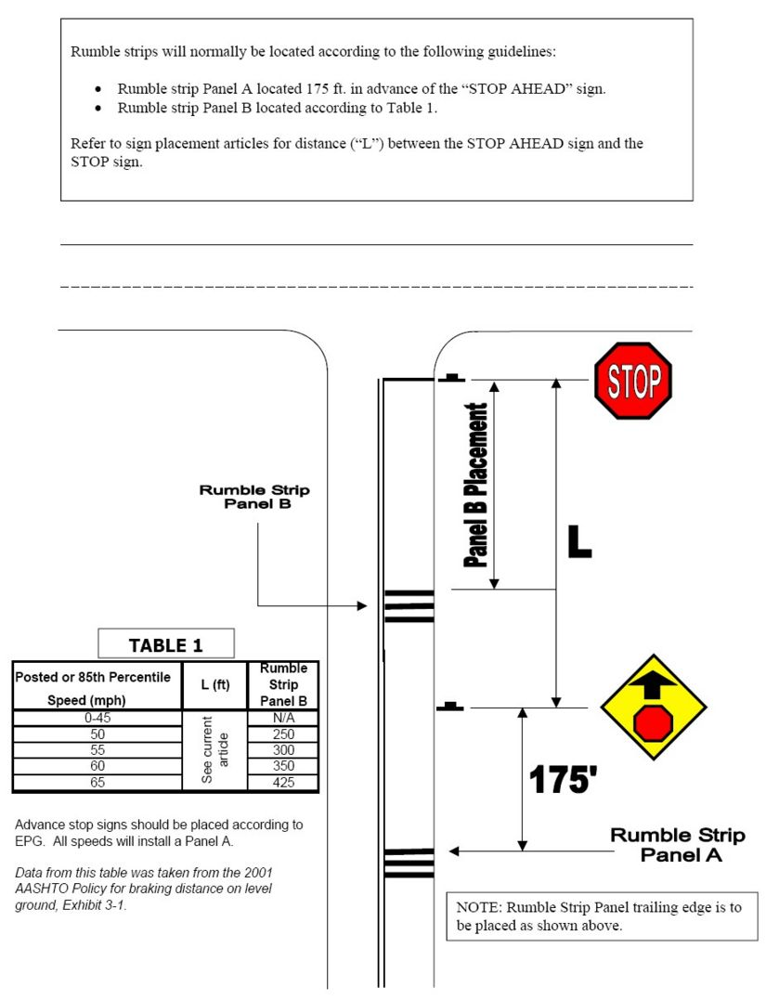 Rumble strips will normally be located according to the following guidelines:
• Rumble strip Panel A located 175 ft. in advance of the “STOP AHEAD” sign.
• Rumble strip Panel B located according to Table 1.
Refer to sign placement articles for distance (“L”) between the STOP AHEAD sign and the
STOP sign.
STOP
Panel B Placement
L
Rumble Strip
Panel B
TABLE 1
Posted or 85th Percentile
Speed (mph)
L (ft)
Rumble
Strip
Panel B
0-45 N/A
50 250
55 300
60 350
65 425
See current
article
175'
Rumble Strip
Panel A
Advance stop signs should be placed according to
EPG. All speeds will install a Panel A.
Data from this table was taken from the 2001
AASHTO Policy for braking distance on level
ground, Exhibit 3-1.
NOTE: Rumble Strip Panel trailing edge is to
be placed as shown above.